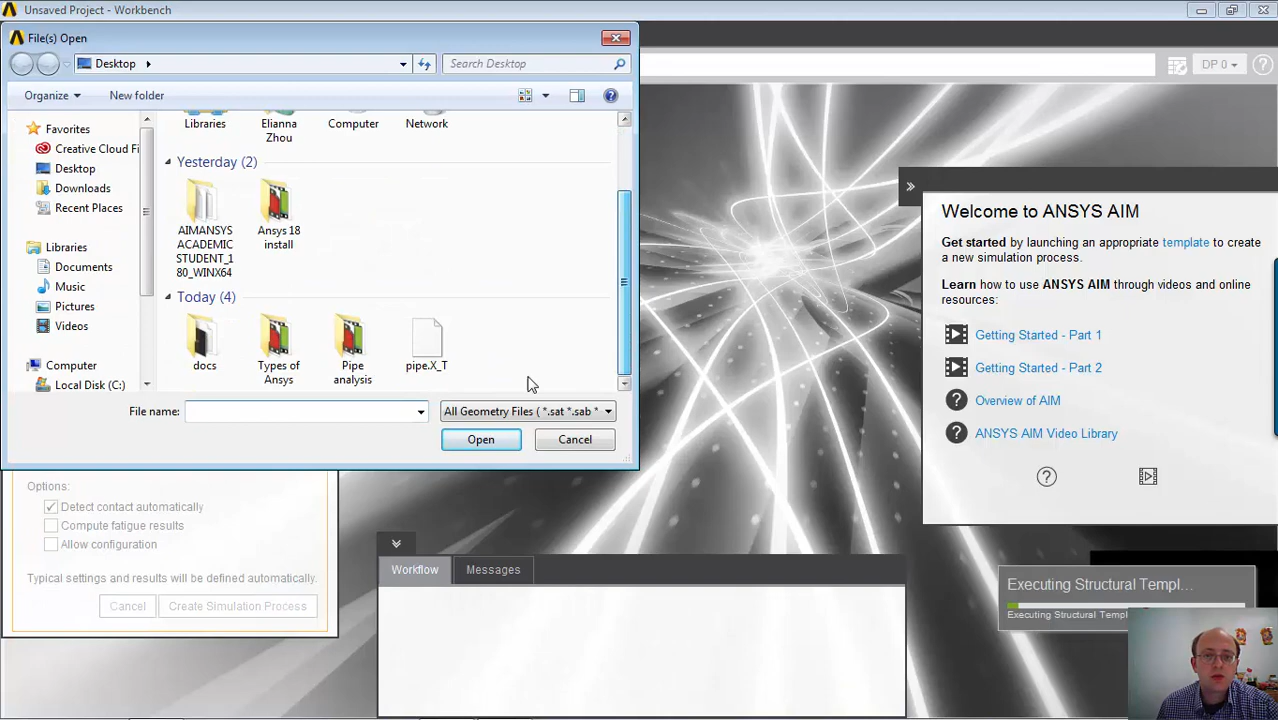 Unsaved Project - Workbench
File(s) Open
Desktop
Search Desktop
DP 0
Organize
New folder
Favorites
Creative Cloud Fi
Desktop
Downloads
Recent Places
Libraries
Documents
Music
Pictures
Videos
Computer
Local Disk (C:)
Libraries
Elianna
Zhou
Computer
Network
Yesterday (2)
AIMANSYS
ACADEMIC
STUDENT_1
80_WINX64
Ansys 18
install
Today (4)
docs
Types of
Ansys
Pipe
analysis
pipe.X_T
File name:
All Geometry Files ( *.sat *.sab *
Open
Cancel
Welcome to ANSYS AIM
Get started by launching an appropriate template to create
a new simulation process.
Learn how to use ANSYS AIM through videos and online
resources:
Getting Started - Part 1
Getting Started - Part 2
Overview of AIM
ANSYS AIM Video Library
Options:
Detect contact automatically
Compute fatigue results
Allow configuration
Typical settings and results will be defined automatically.
Cancel
Create Simulation Process
Workflow
Messages
Executing Structural Templ...
Executing Structural Templ